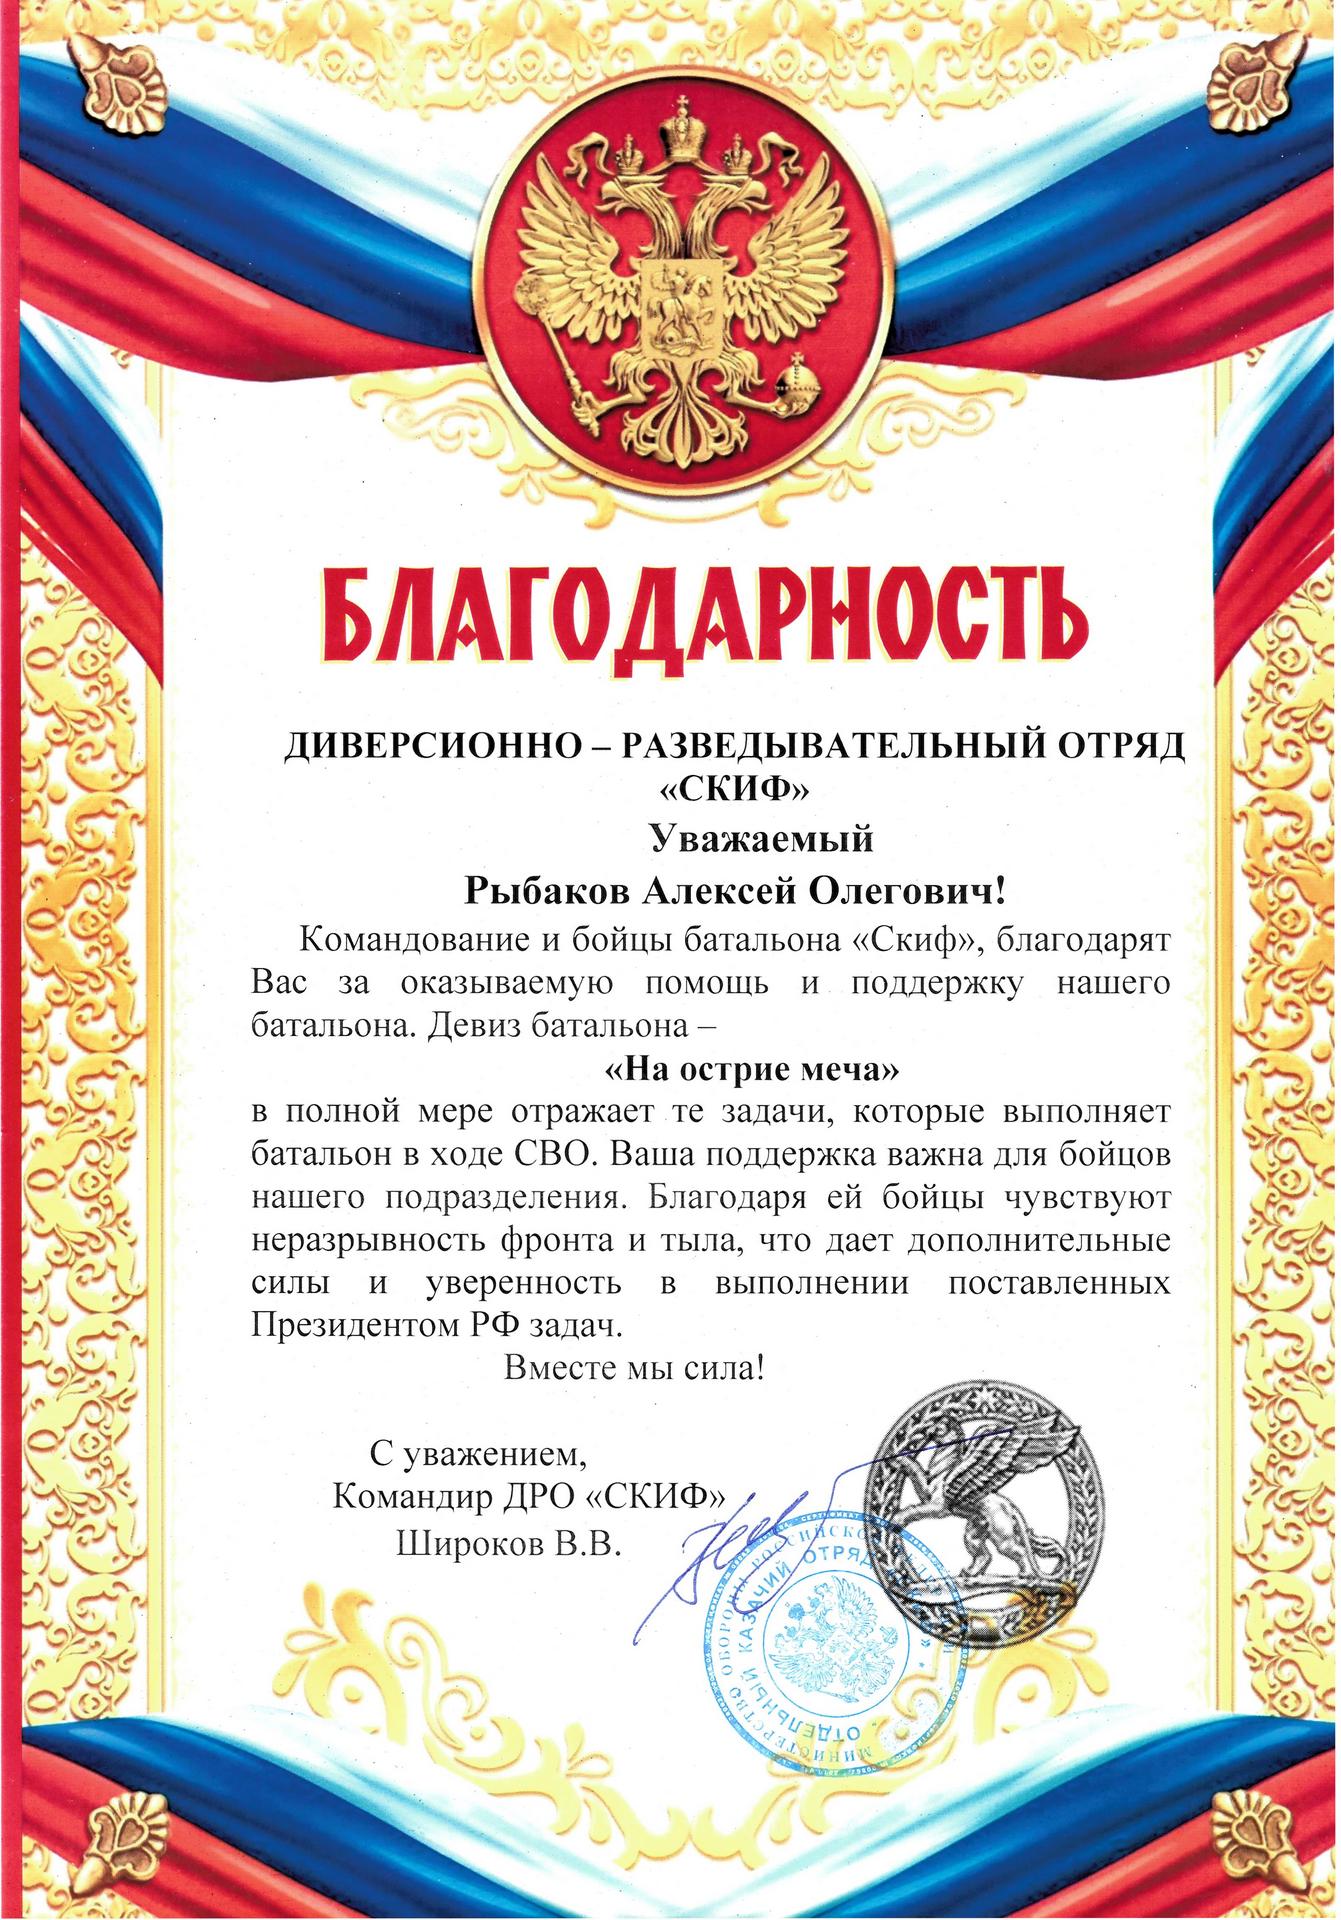 БЛАГОДАРНОСТЬ
ДИВЕРСИОННО – РАЗВЕДЫВАТЕЛЬНЫЙ ОТРЯД
«СКИФ»
Уважаемый
Рыбаков Алексей Олегович!
Командование и бойцы батальона «Скиф», благодарят
Вас за оказываемую помощь и поддержку нашего
батальона. Девиз батальона –
«На острие меча»
в полной мере отражает те задачи, которые выполняет
батальон в ходе СВО. Ваша поддержка важна для бойцов
нашего подразделения. Благодаря ей бойцы чувствуют
неразрывность фронта и тыла, что дает дополнительные
силы и уверенность в выполнении поставленных
Президентом РФ задач.
Вместе мы сила!
С уважением,
Командир ДРО «СКИФ»
Широков В.В.
МИНИСТЕРСТВО ОБОРОНЫ РОССИЙСКОЙ
ОТДЕЛЬНЫЙ КАЗАЧИЙ ОТРЯД